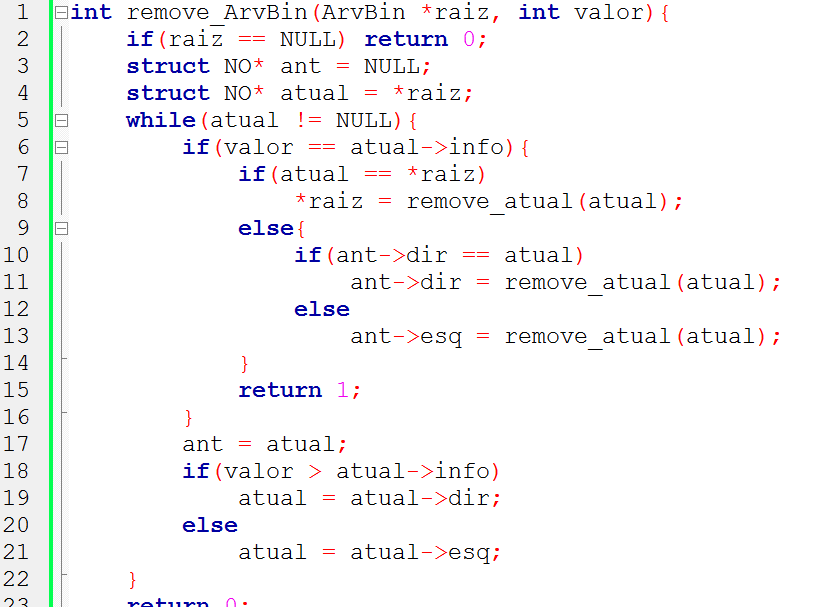 1 int remove_ArvBin(ArvBin *raiz, int valor){
2 if(raiz == NULL) return 0;
3 struct NO* ant = NULL;
4 struct NO* atual = *raiz;
5 while(atual != NULL){
6 if(valor == atual->info){
7 if(atual == *raiz)
8 *raiz = remove_atual(atual);
9 else{
10 if(ant->dir == atual)
11 ant->dir = remove_atual(atual);
12 else
13 ant->esq = remove_atual(atual);
14 }
15 return 1;
16 }
17 ant = atual;
18 if(valor > atual->info)
19 atual = atual->dir;
20 else
21 atual = atual->esq;
22 }
23 return 0;